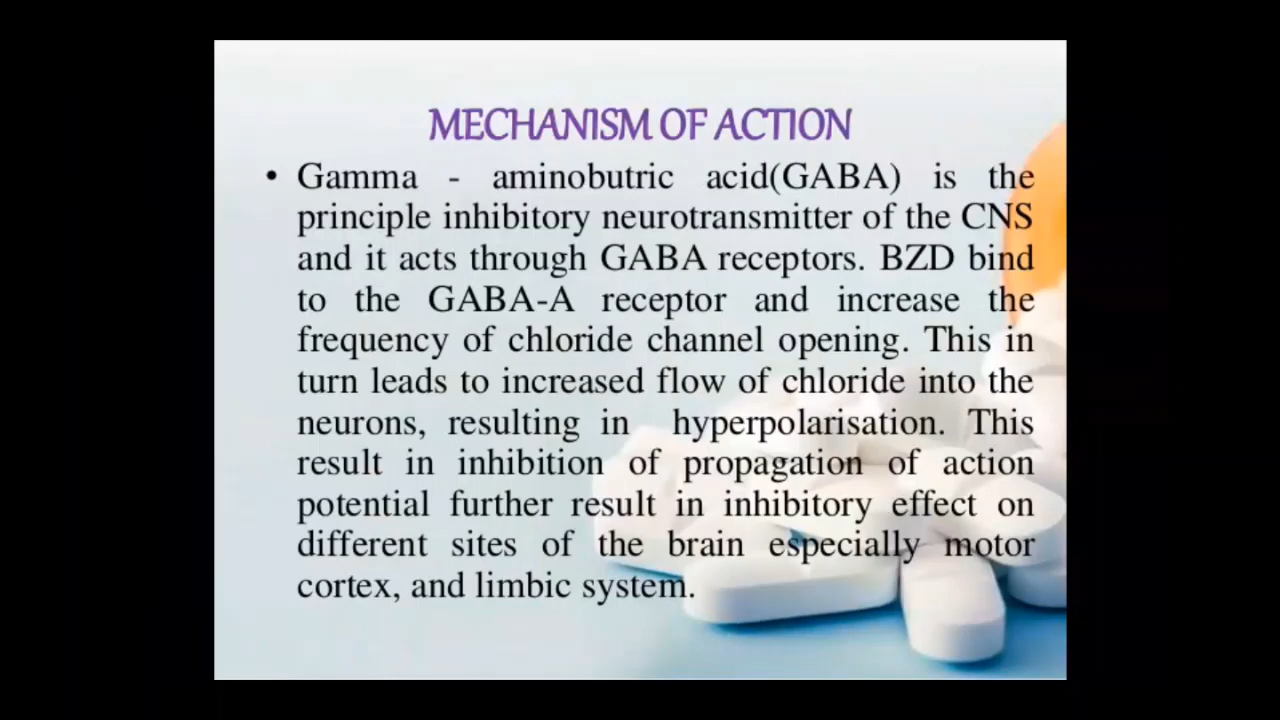 MECHANISM OF ACTION
• Gamma - aminobutric acid(GABA) is the
principle inhibitory neurotransmitter of the CNS
and it acts through GABA receptors. BZD bind
to the GABA-A receptor and increase the
frequency of chloride channel opening. This in
turn leads to increased flow of chloride into the
neurons, resulting in hyperpolarisation. This
result in inhibition of propagation of action
potential further result in inhibitory effect on
different sites of the brain especially motor
cortex, and limbic system.